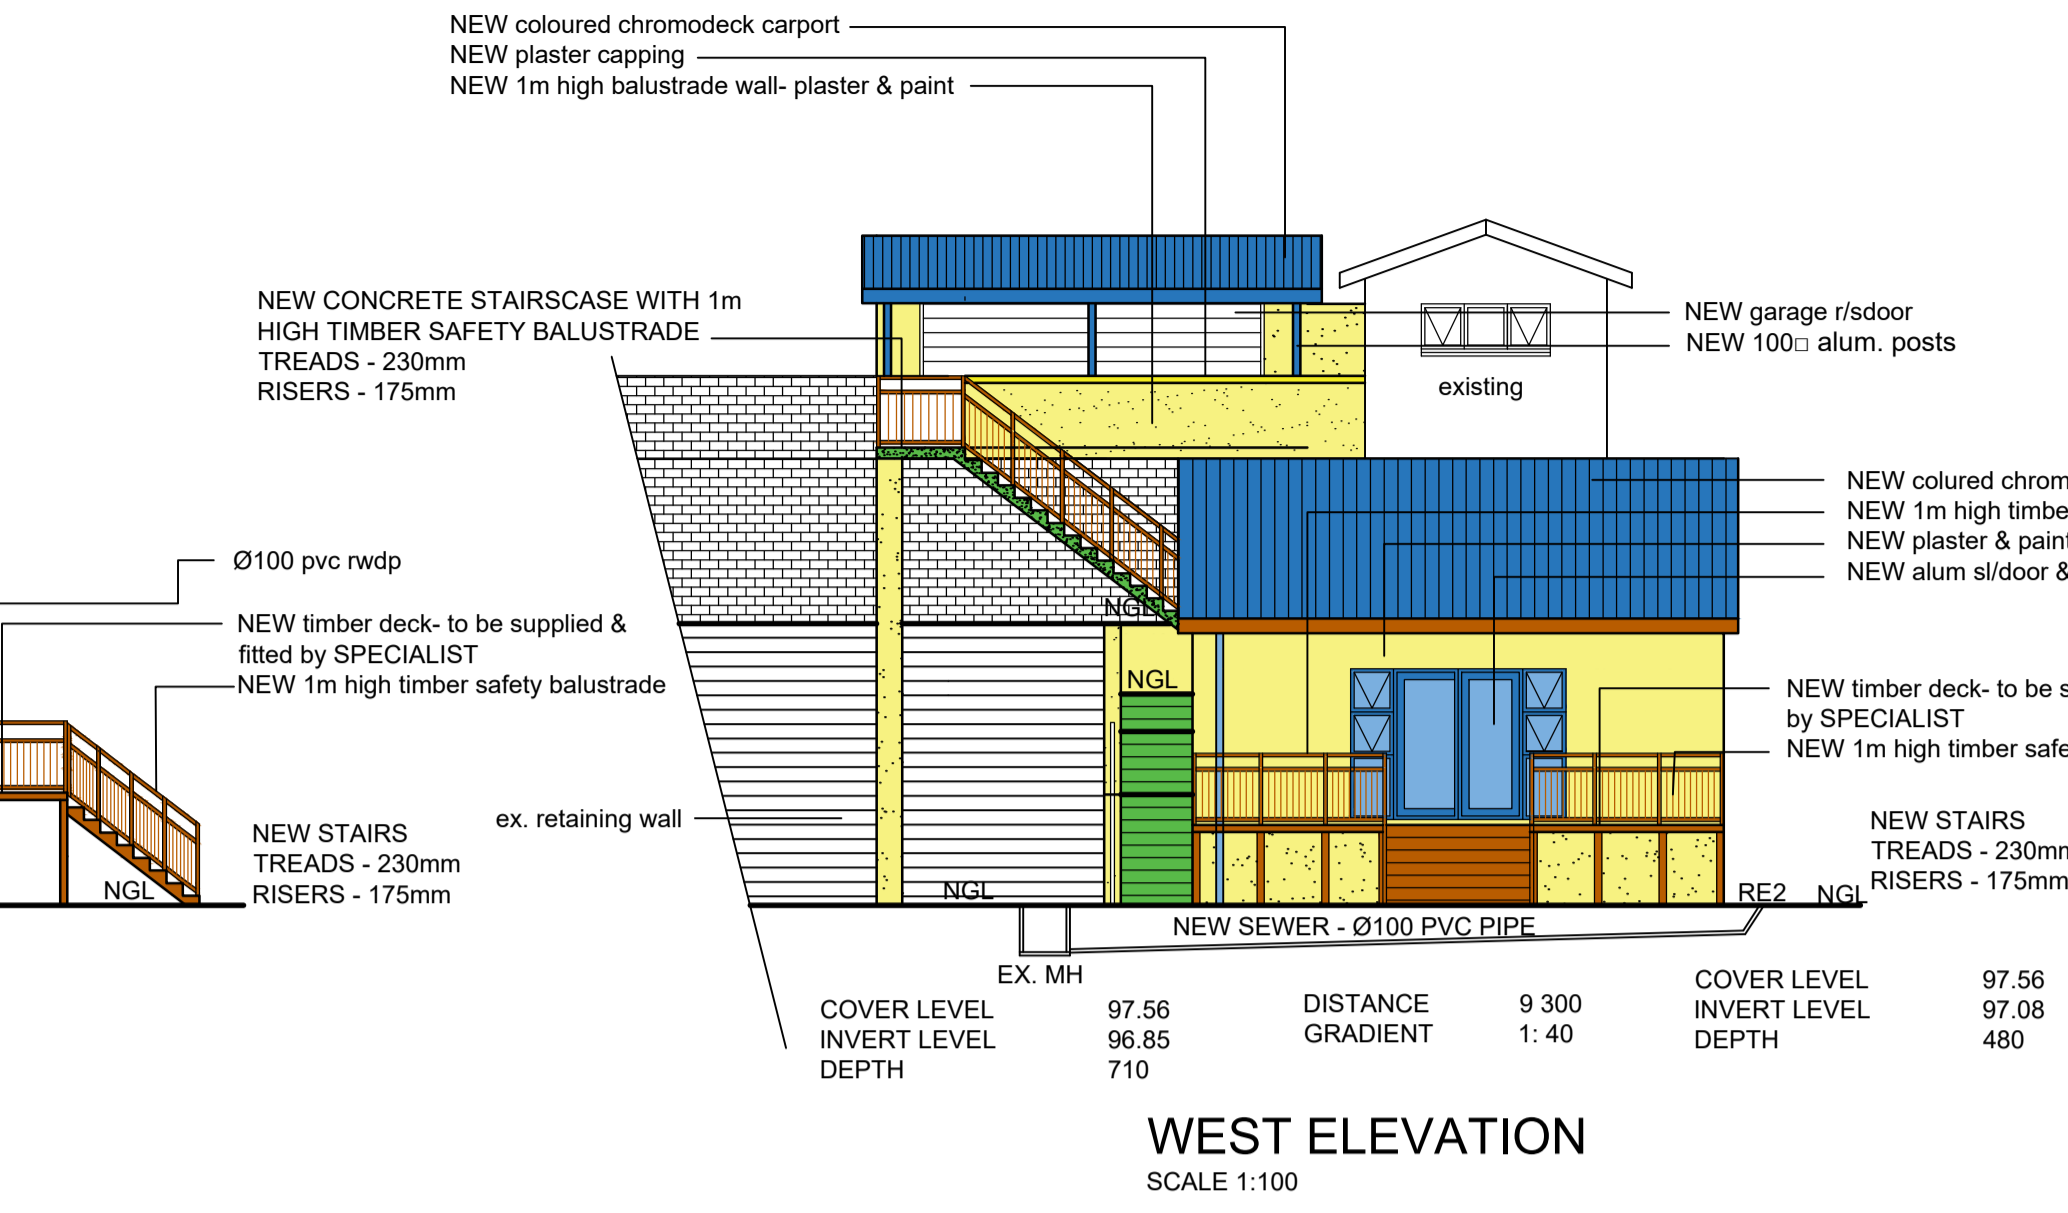 NEW coloured chromodeck carport
NEW plaster capping
NEW 1m high balustrade wall- plaster & paint
NEW CONCRETE STAIRSCASE WITH 1m
HIGH TIMBER SAFETY BALUSTRADE
TREADS - 230mm
RISERS - 175mm
NEW garage r/sdoor
NEW 100□ alum. posts
existing
NEW colured chrom
NEW 1m high timbe
NEW plaster & paint
NEW alum sl/door &
Ø100 pvc rwdp
NEW timber deck- to be supplied &
fitted by SPECIALIST
NEW 1m high timber safety balustrade
NGL
NGL
NEW timber deck- to be s
by SPECIALIST
NEW 1m high timber safe
ex. retaining wall
NEW STAIRS
TREADS - 230mm
RISERS - 175mm
NGL
NGL
NEW STAIRS
TREADS - 230mm
RISERS - 175mm
RE2
NGL
NEW SEWER - Ø100 PVC PIPE
EX. MH
COVER LEVEL 97.56
INVERT LEVEL 96.85
DEPTH 710
DISTANCE 9 300
GRADIENT 1: 40
COVER LEVEL 97.56
INVERT LEVEL 97.08
DEPTH 480
WEST ELEVATION
SCALE 1:100